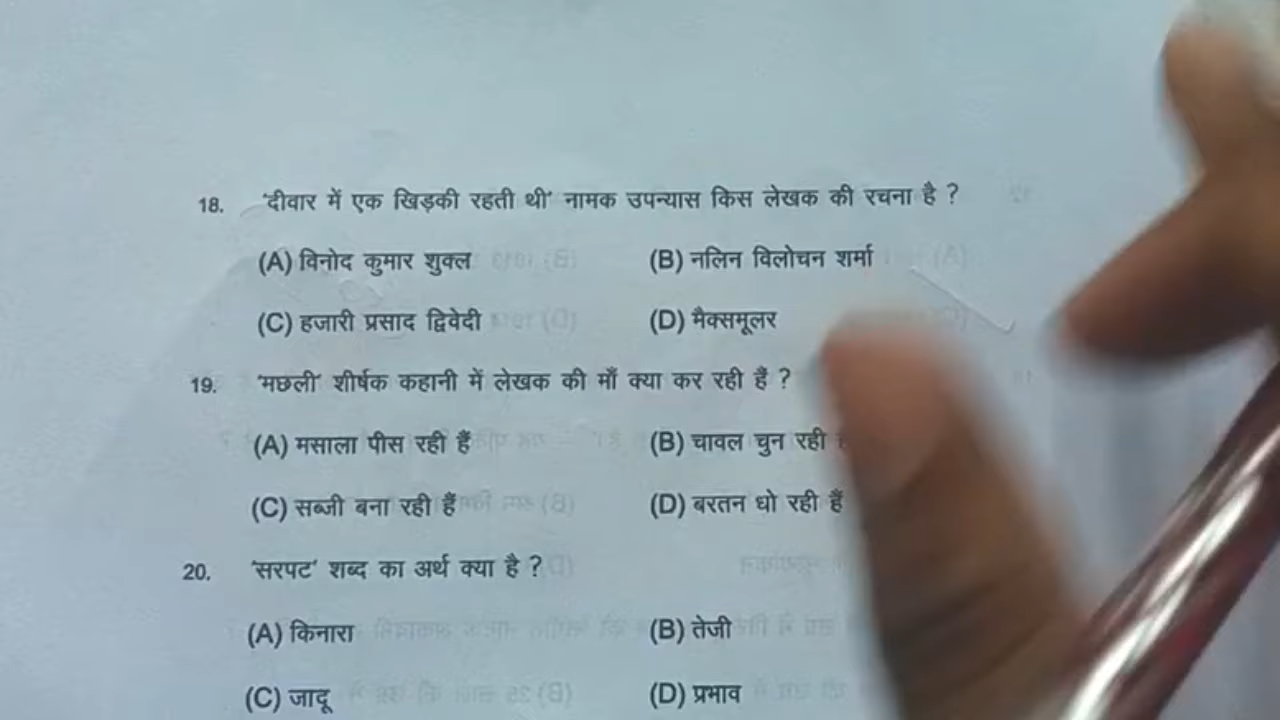 18. 'दीवार में एक खिड़की रहती थी' नामक उपन्यास किस लेखक की रचना है ?
(A) विनोद कुमार शुक्ल (B) नलिन विलोचन शर्मा
(C) हजारी प्रसाद द्विवेदी (D) मैक्समूलर
19. 'मछली' शीर्षक कहानी में लेखक की माँ क्या कर रही हैं ?
(A) मसाला पीस रही हैं (B) चावल चुन रही
(C) सब्जी बना रही हैं (D) बरतन धो रही हैं
20. 'सरपट' शब्द का अर्थ क्या है ?
(A) किनारा (B) तेजी
(C) जादू (D) प्रभाव